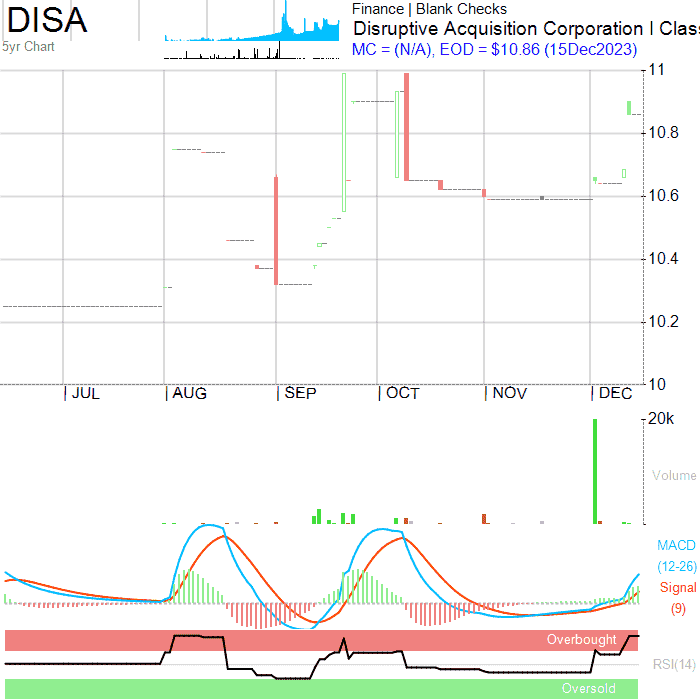 DISA
5yr Chart
Finance | Blank Checks
Disruptive Acquisition Corporation I Clas
MC = (N/A), EOD = $10.86 (15Dec2023)
11
10.8
10.6
10.4
10.2
10
JUL AUG SEP OCT NOV DEC
20k
Volume
MACD
(12-26)
Signal
(9)
Overbought
RSI(14)
Oversold